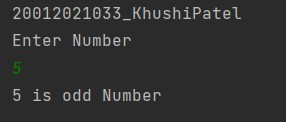 20012021033_KhushiPatel
Enter Number
5
5 is odd Number